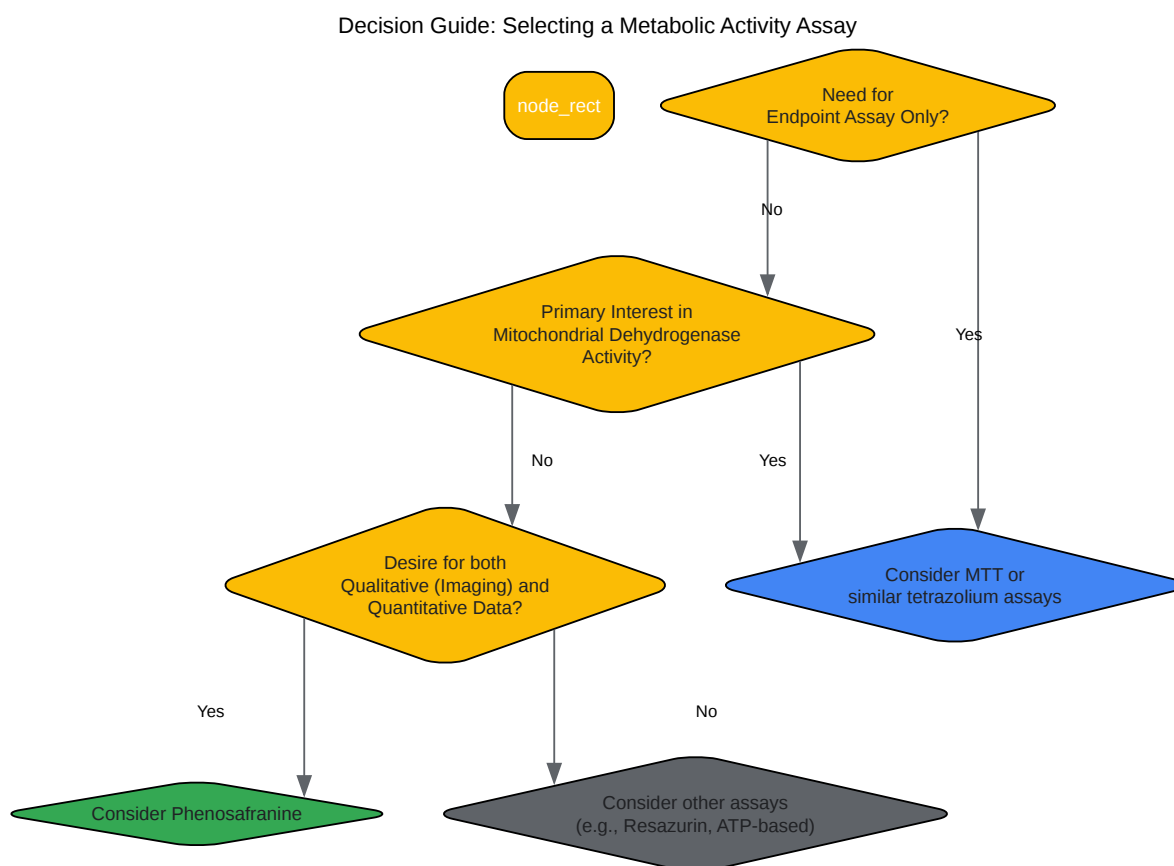 Decision Guide: Selecting a Metabolic Activity Assay
node_rect
Need for
Endpoint Assay Only?
No
Yes
Primary Interest in
Mitochondrial Dehydrogenase
Activity?
No
Yes
Desire for both
Qualitative (Imaging) and
Quantitative Data?
Consider MTT or
similar tetrazolium assays
Yes
No
Consider Phenosafranine
Consider other assays
(e.g., Resazurin, ATP-based)